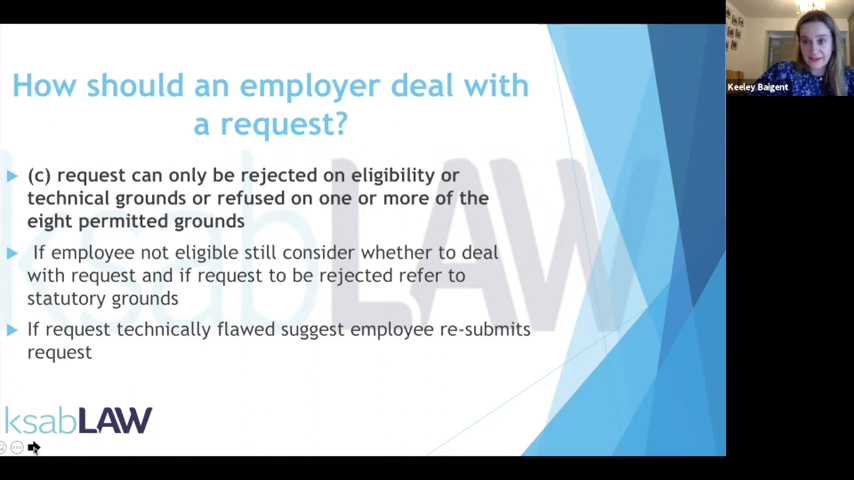 How should an employer deal with
a request?
(c) request can only be rejected on eligibility or
technical grounds or refused on one or more of the
eight permitted grounds
If employee not eligible still consider whether to deal
with request and if request to be rejected refer to
statutory grounds
If request technically flawed suggest employee re-submits
request
ksabLAW
ksabLAW
Keeley Baigent